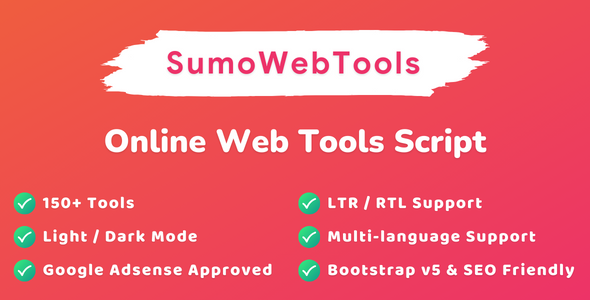 SumoWebTools
Online Web Tools Script
150+ Tools
Light / Dark Mode
Google Adsense Approved
LTR / RTL Support
Multi-language Support
Bootstrap v5 & SEO Friendly